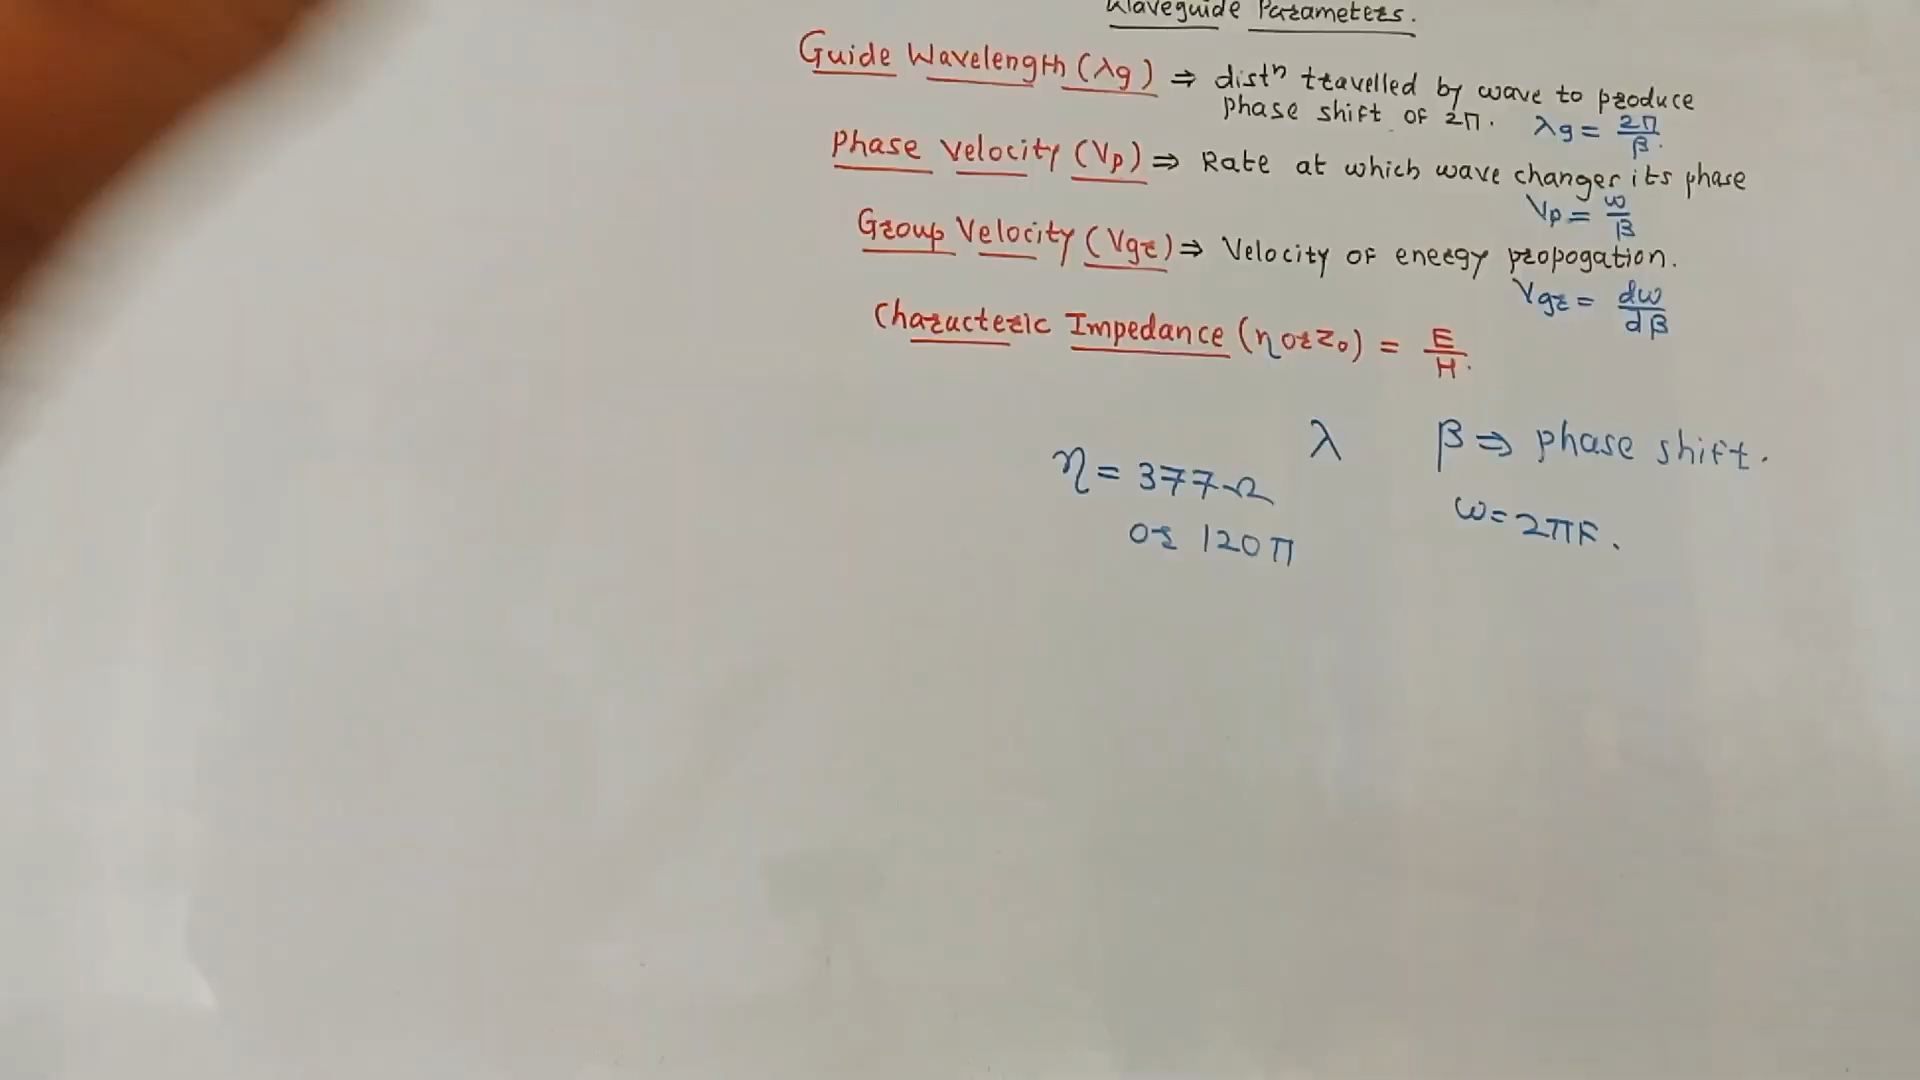 Waveguide Parameters.
Guide Wavelength (λg) ⇒ distⁿ travelled by wave to produce
phase shift of 2π. λg = 2π/β.
Phase Velocity (Vp) ⇒ Rate at which wave changes its phase
Vp = ω/β
Group Velocity (Vgr) ⇒ Velocity of energy propogation.
Vgr = dω/dβ
Characteric Impedance (η or Z₀) = E/H.
λ β ⇒ phase shift.
η = 377Ω
ω = 2πF.
or 120π